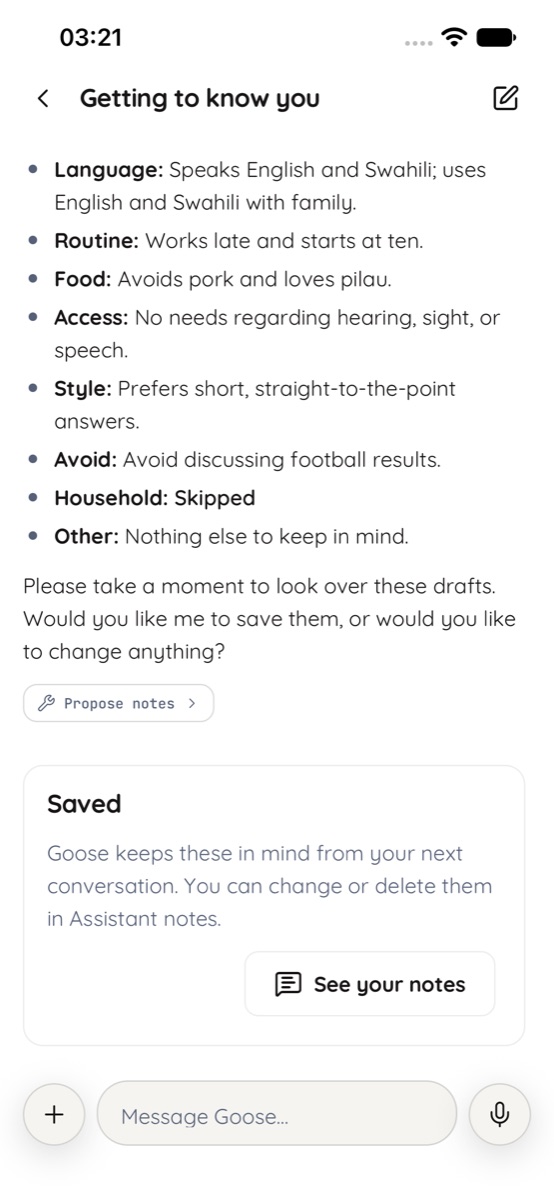 03:21
Getting to know you
Language: Speaks English and Swahili; uses
English and Swahili with family.
Routine: Works late and starts at ten.
Food: Avoids pork and loves pilau.
Access: No needs regarding hearing, sight, or
speech.
Style: Prefers short, straight-to-the-point
answers.
Avoid: Avoid discussing football results.
Household: Skipped
Other: Nothing else to keep in mind.
Please take a moment to look over these drafts.
Would you like me to save them, or would you like
to change anything?
Propose notes
Saved
Goose keeps these in mind from your next
conversation. You can change or delete them
in Assistant notes.
See your notes
Message Goose...